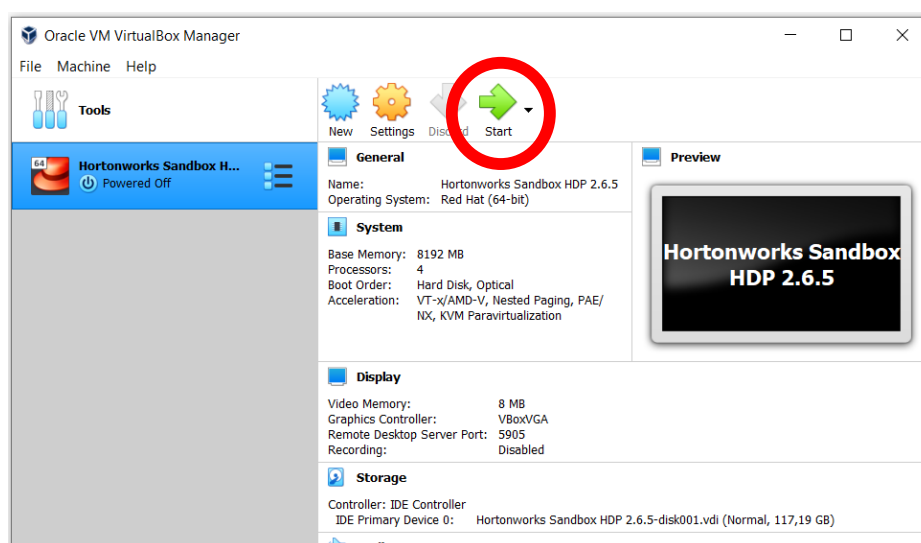 Oracle VM VirtualBox Manager
File Machine Help
Tools
New Settings Discard Start
64
Hortonworks Sandbox H...
Powered Off
General
Name: Hortonworks Sandbox HDP 2.6.5
Operating System: Red Hat (64-bit)
Preview
Hortonworks Sandbox
HDP 2.6.5
System
Base Memory: 8192 MB
Processors: 4
Boot Order: Hard Disk, Optical
Acceleration: VT-x/AMD-V, Nested Paging, PAE/
NX, KVM Paravirtualization
Display
Video Memory: 8 MB
Graphics Controller: VBoxVGA
Remote Desktop Server Port: 5905
Recording: Disabled
Storage
Controller: IDE Controller
IDE Primary Device 0: Hortonworks Sandbox HDP 2.6.5-disk001.vdi (Normal, 117,19 GB)